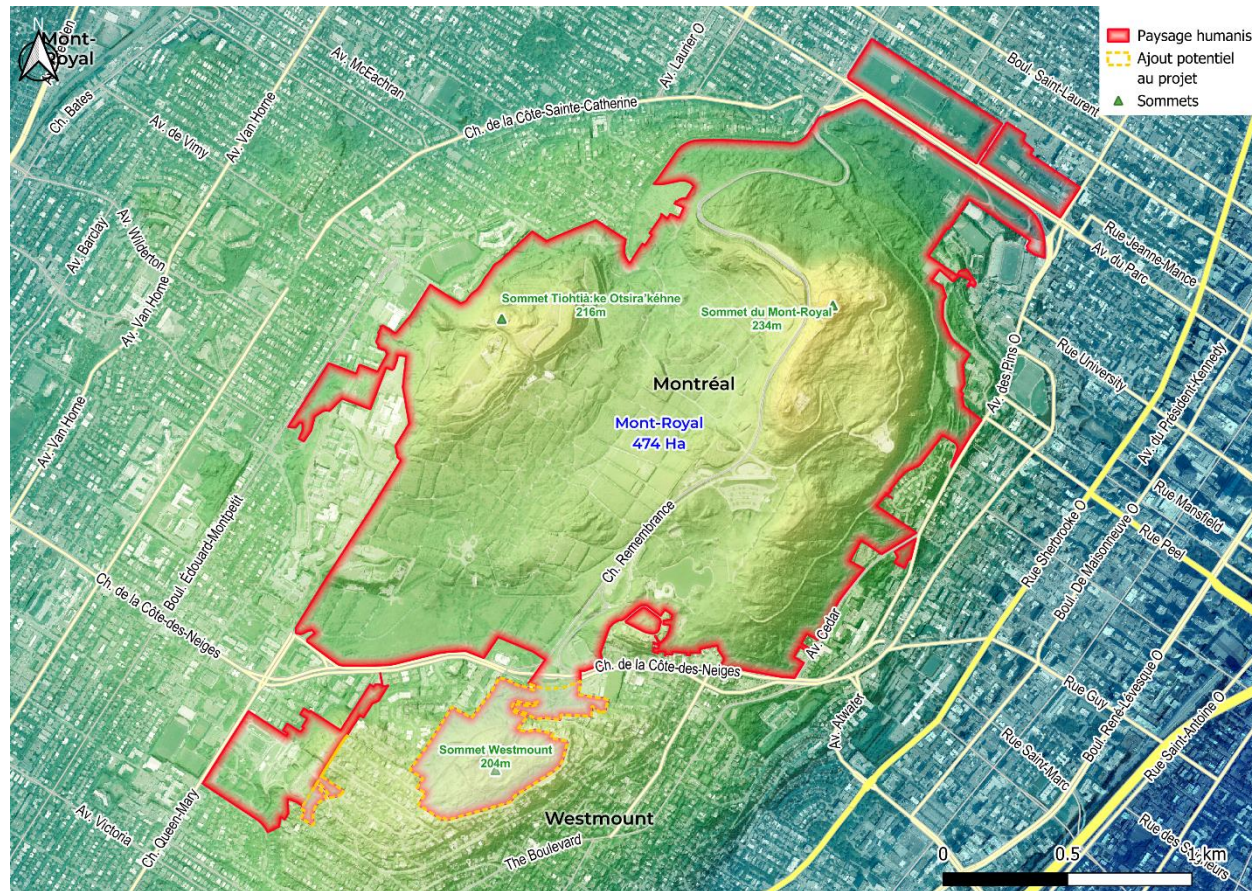 N
Mont-
Royal
Ch. Bates
Av. de Vimy
Av. McEachran
Av. Van Horne
Av. Laurier O
Ch. de la Côte-Sainte-Catherine
Boul. Saint-Laurent
Paysage humanis
Ajout potentiel
au projet
Sommets
Av. Barclay
Av. Wilderton
Av. Van Horne
Av. Van Horne
Rue Jeanne-Mance
Av. du Parc
Sommet Tiohtià:ke Otsira'kéhne
216m
Sommet du Mont-Royal
234m
Montréal
Mont-Royal
474 Ha
Av. des Pins O
Rue University
Av. du Président-Kennedy
Rue Mansfield
Rue Peel
Rue Sherbrooke O
Boul. De Maisonneuve O
Boul. Édouard-Montpetit
Ch. Remembrance
Ch. de la Côte-des-Neiges
Ch. de la Côte-des-Neiges
Av. Cedar
Rue Guy
Boul. René-Lévesque O
Rue Saint-Antoine O
Av. Atwater
Rue Saint-Marc
Sommet Westmount
204m
Westmount
The Boulevard
Av. Victoria
Ch. Queen-Mary
0
0.5
1 km